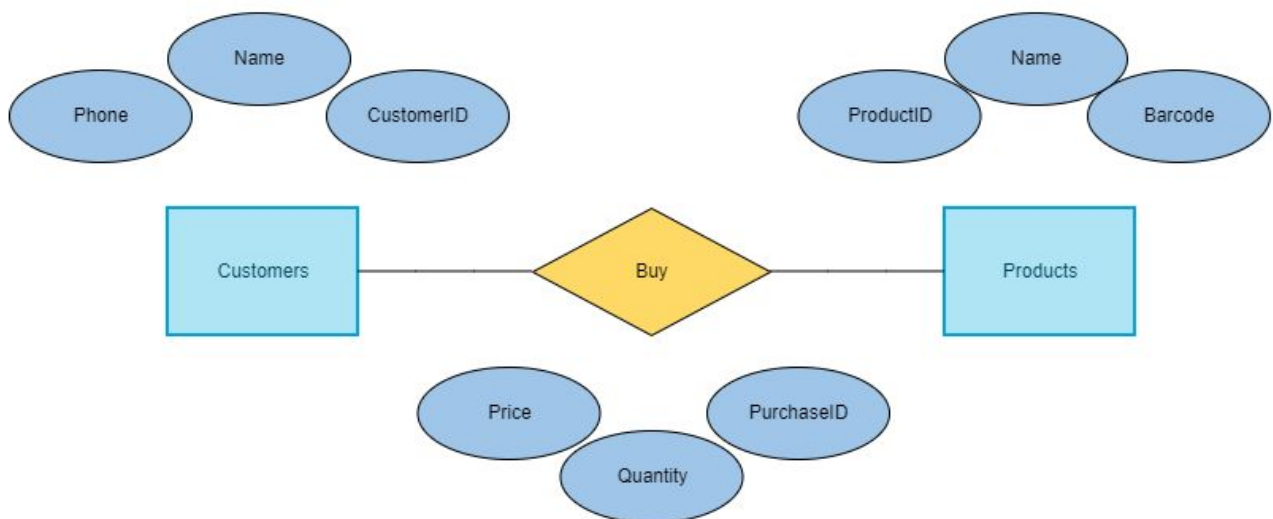 Name
Phone
CustomerID
Name
ProductID
Barcode
Customers
Buy
Products
Price
PurchaseID
Quantity